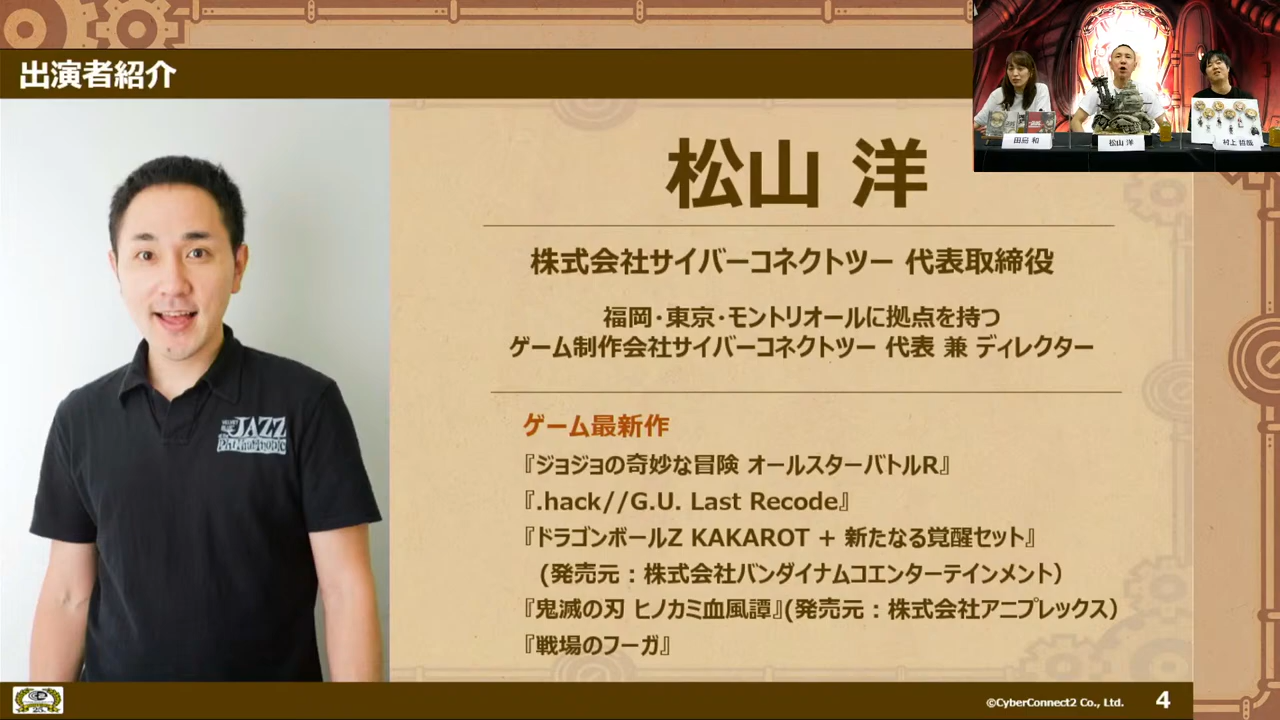 出演者紹介
田島 和
松山 洋
村上 哲哉
松山 洋
株式会社サイバーコネクトツー 代表取締役
福岡・東京・モントリオールに拠点を持つ
ゲーム制作会社サイバーコネクトツー 代表 兼 ディレクター
JAZZ
ゲーム最新作
『ジョジョの奇妙な冒険 オールスターバトルR』
『.hack//G.U. Last Recode』
『ドラゴンボールZ KAKAROT + 新たなる覚醒セット』
(発売元：株式会社バンダイナムコエンターテインメント）
『鬼滅の刃 ヒノカミ血風譚』(発売元：株式会社アニプレックス）
『戦場のフーガ』
©CyberConnect2 Co., Ltd.
4